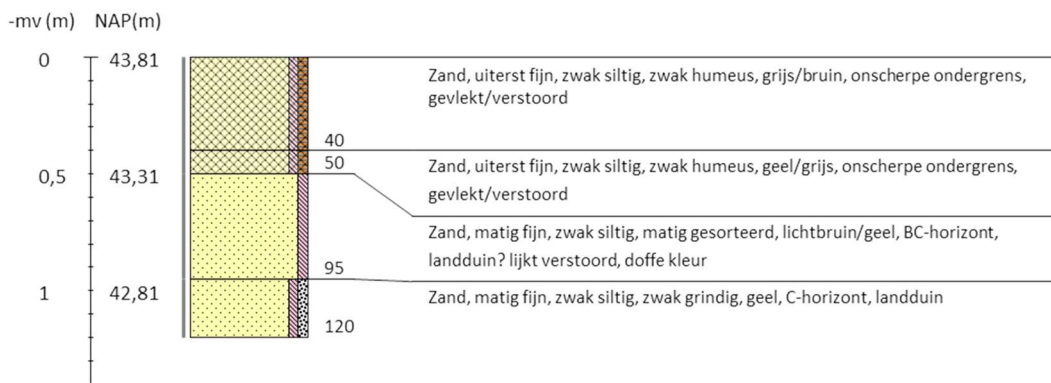 -mv (m) NAP(m)
0 43,81
Zand, uiterst fijn, zwak siltig, zwak humeus, grijs/bruin, onscherpe ondergrens,
gevlekt/verstoord
40
50
Zand, uiterst fijn, zwak siltig, zwak humeus, geel/grijs, onscherpe ondergrens,
gevlekt/verstoord
0,5 43,31
Zand, matig fijn, zwak siltig, matig gesorteerd, lichtbruin/geel, BC-horizont,
landduin? lijkt verstoord, doffe kleur
95
1 42,81
Zand, matig fijn, zwak siltig, zwak grindig, geel, C-horizont, landduin
120